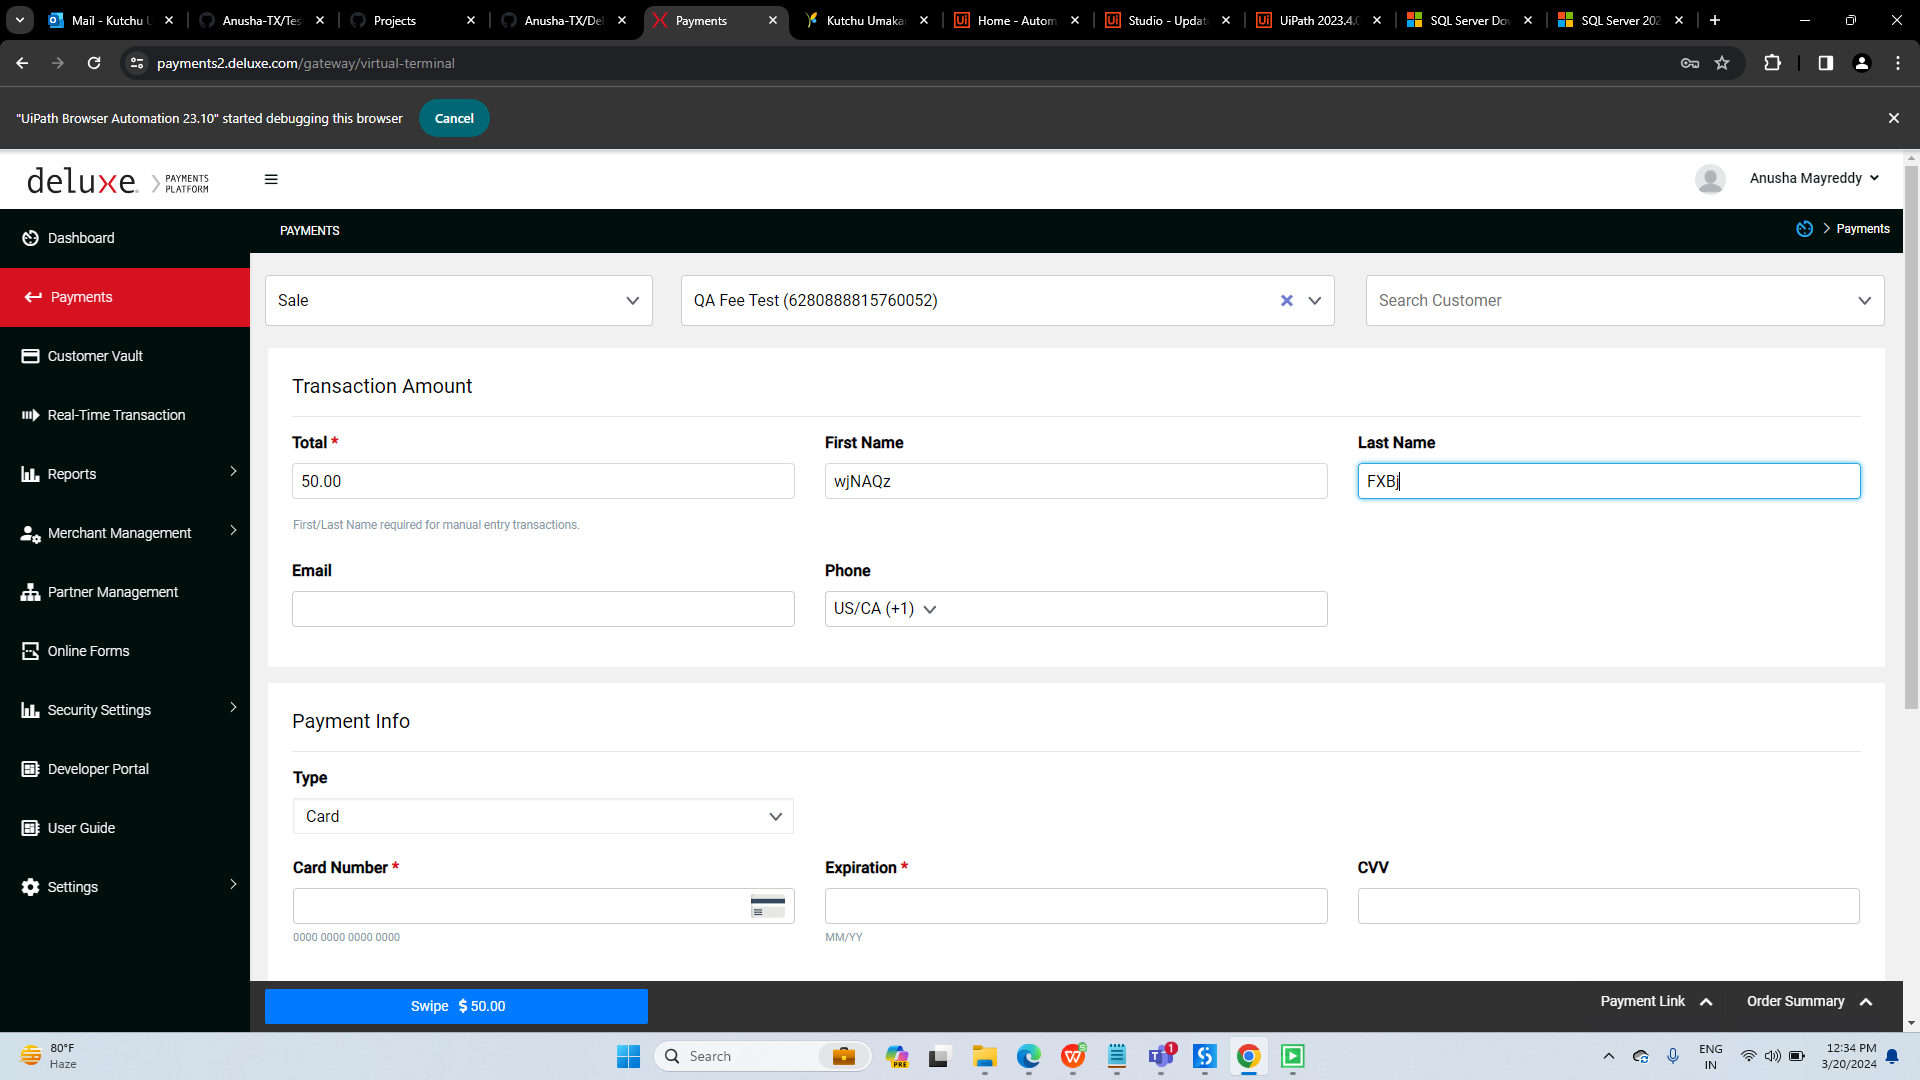 Mail - Kutchu U
Anusha-TX/Tes
Projects
Anusha-TX/Del
Payments
Kutchu Umakan
Home - Autom
Studio - Updat
UiPath 2023.4.0
SQL Server Dow
SQL Server 202
payments2.deluxe.com/gateway/virtual-terminal
"UiPath Browser Automation 23.10" started debugging this browser
Cancel
deluxe.
PAYMENTS
PLATFORM
Anusha Mayreddy
Dashboard
PAYMENTS
Payments
Payments
Sale
QA Fee Test (6280888815760052)
Search Customer
Customer Vault
Transaction Amount
Real-Time Transaction
Total *
First Name
Last Name
Reports
50.00
wjNAQz
FXBj
First/Last Name required for manual entry transactions.
Merchant Management
Email
Phone
Partner Management
US/CA (+1)
Online Forms
Security Settings
Payment Info
Developer Portal
Type
Card
User Guide
Card Number *
Expiration *
CVV
Settings
0000 0000 0000 0000
MM/YY
Swipe $ 50.00
Payment Link
Order Summary
80°F
Haze
Search
PRE
1
ENG
IN
12:34 PM
3/20/2024